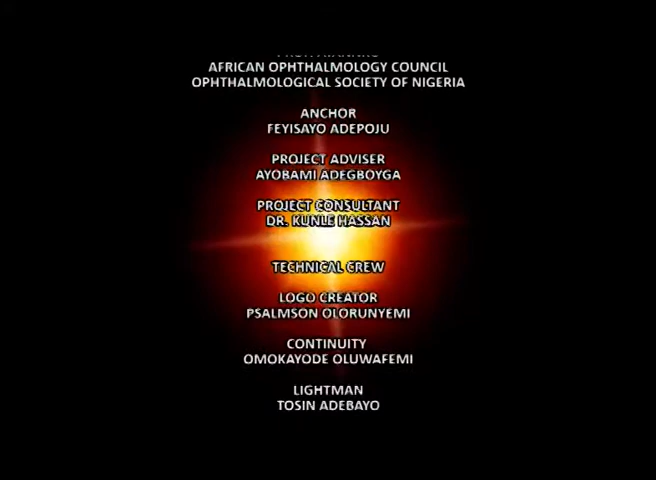 AFRICAN OPHTHALMOLOGY COUNCIL
OPHTHALMOLOGICAL SOCIETY OF NIGERIA
ANCHOR
FEYISAYO ADEPOJU
PROJECT ADVISER
AYOBAMI ADEGBOYGA
PROJECT CONSULTANT
DR. KUNLE HASSAN
TECHNICAL CREW
LOGO CREATOR
PSALMSON OLORUNYEMI
CONTINUITY
OMOKAYODE OLUWAFEMI
LIGHTMAN
TOSIN ADEBAYO